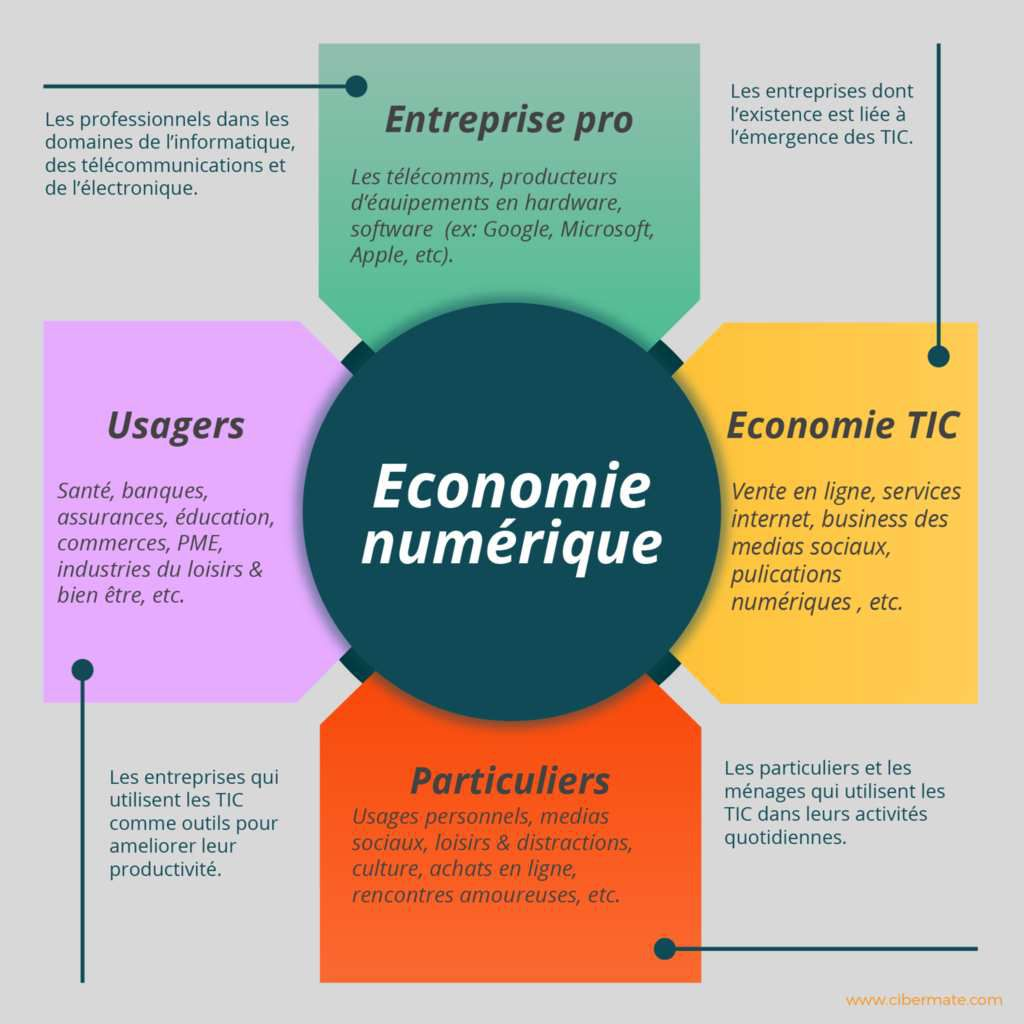 Les professionnels dans les
domaines de l’informatique,
des télécommunications et
de l’électronique.
Entreprise pro
Les télécomms, producteurs
d’éauipements en hardware,
software (ex: Google, Microsoft,
Apple, etc).
Les entreprises dont
l’existence est liée à
l’émergence des TIC.
Usagers
Santé, banques,
assurances, éducation,
commerces, PME,
industries du loisirs &
bien être, etc.
Economie
numérique
Economie TIC
Vente en ligne, services
internet, business des
medias sociaux,
pulications
numériques , etc.
Les entreprises qui
utilisent les TIC
comme outils pour
ameliorer leur
productivité.
Particuliers
Usages personnels, medias
sociaux, loisirs & distractions,
culture, achats en ligne,
rencontres amoureuses, etc.
Les particuliers et les
ménages qui utilisent les
TIC dans leurs activités
quotidiennes.
www.cibermate.com